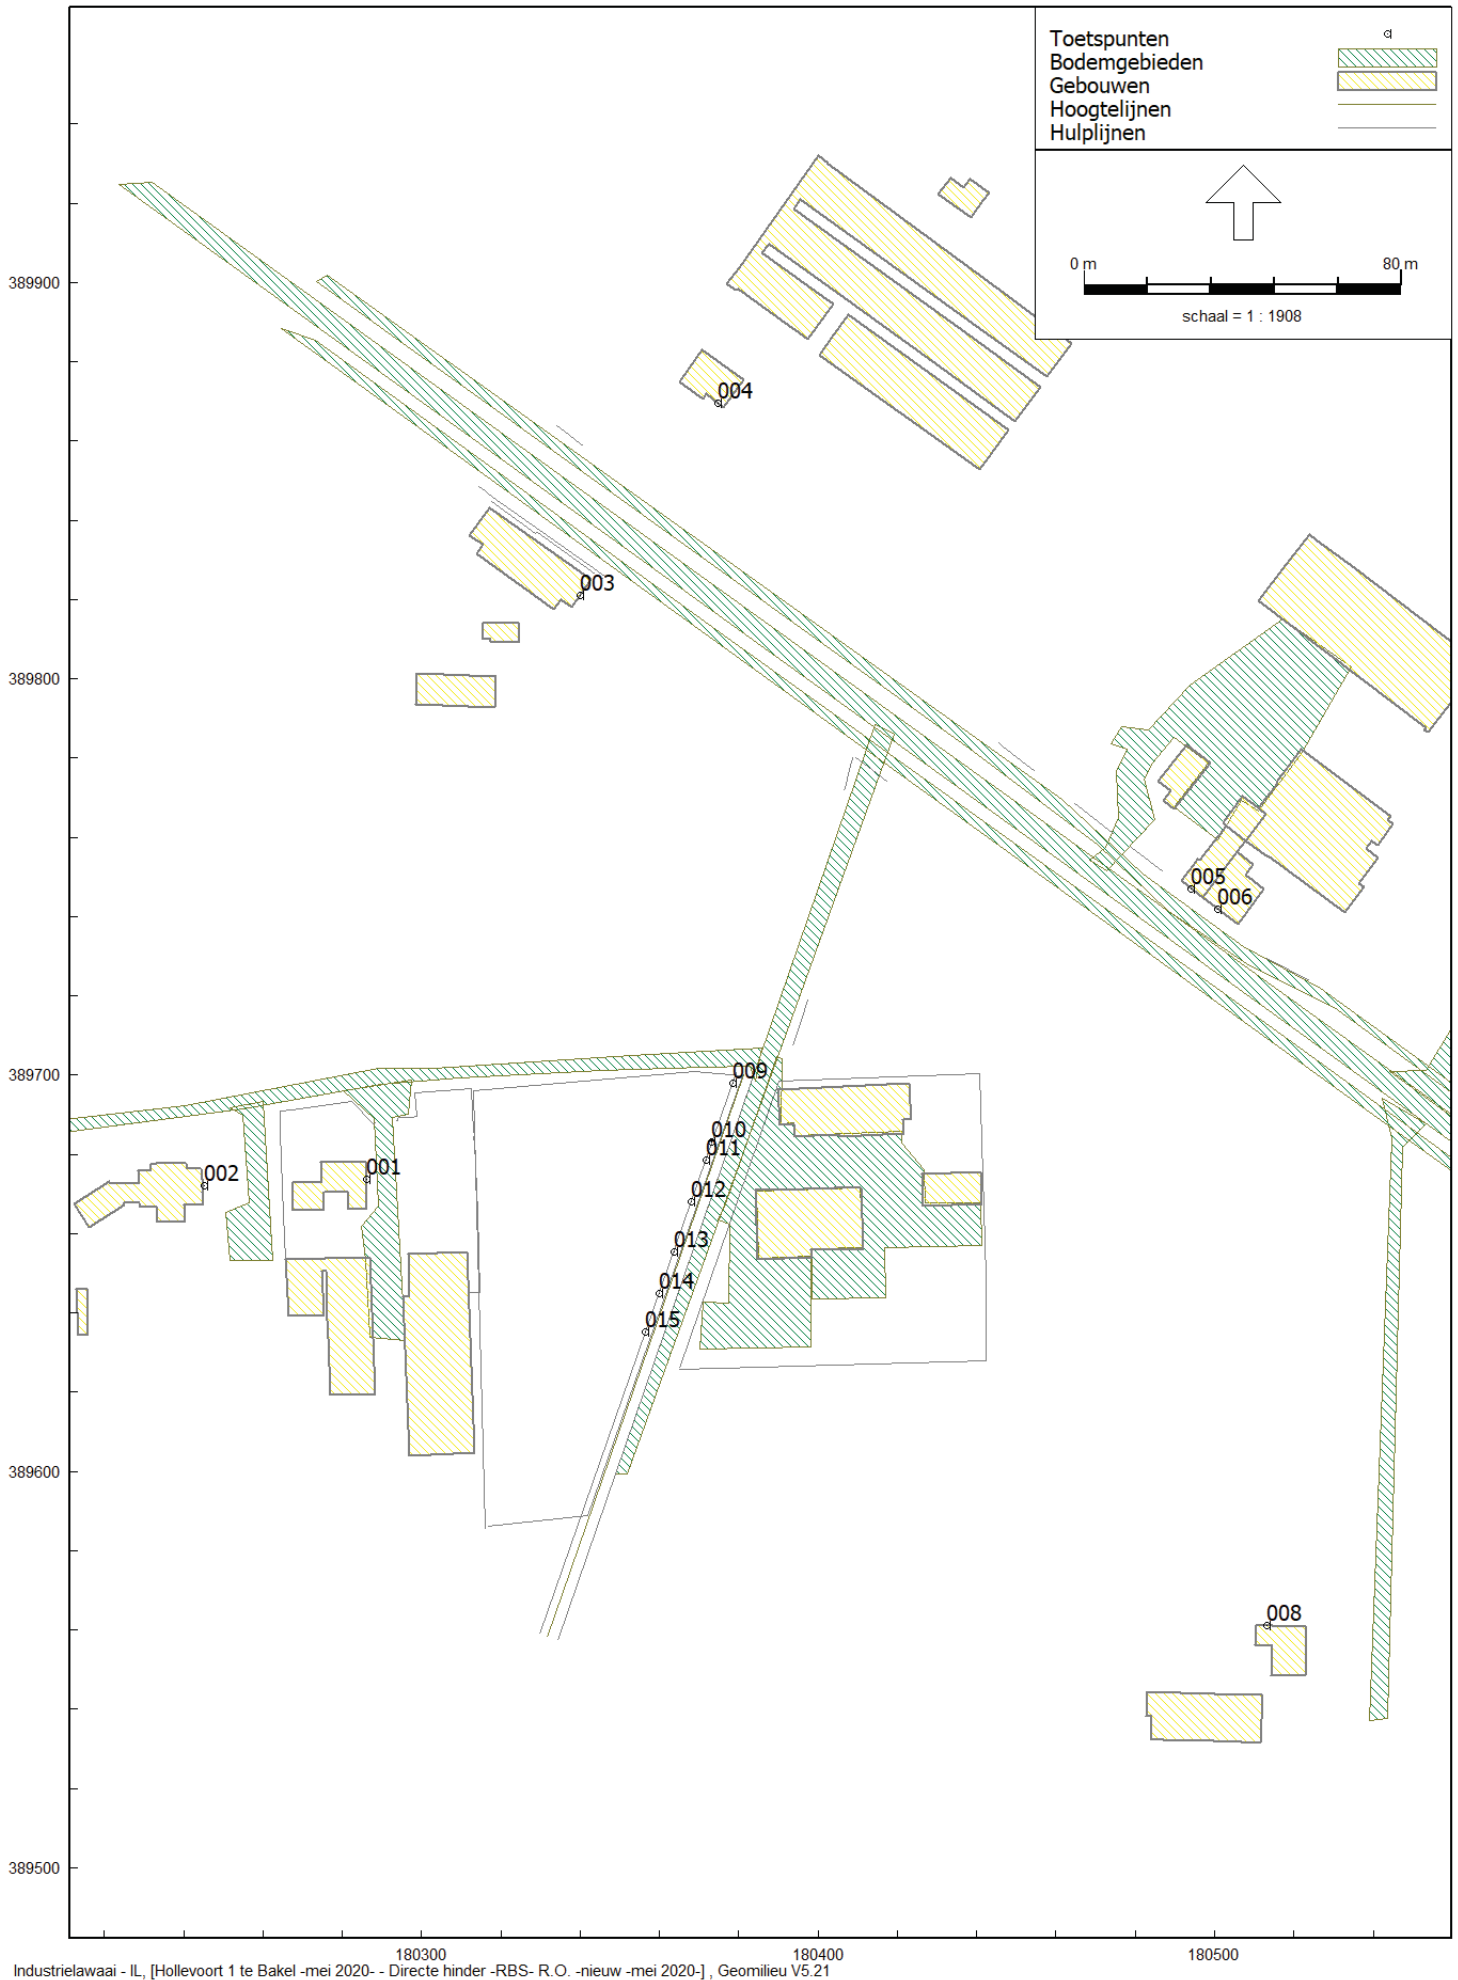 Toetspunten
Bodemgebieden
Gebouwen
Hoogtelijnen
Hulplijnen
0 m 80 m
schaal = 1 : 1908
389900
004
003
389800
005
006
389700
009
010
011
002
001
012
013
014
015
389600
008
389500
180300 180400 180500
Industrielawaai - IL, [Hollevoort 1 te Bakel -mei 2020- - Directe hinder -RBS- R.O. -nieuw -mei 2020-] , Geomilieu V5.21